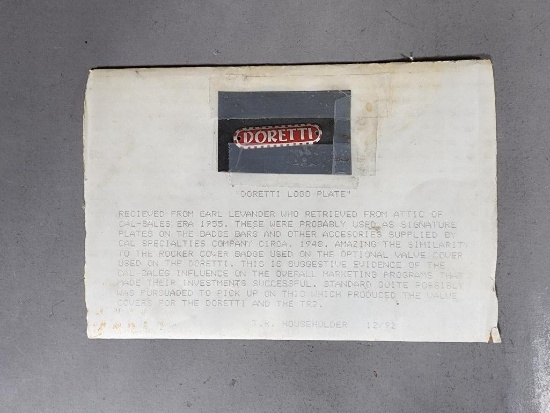 DORETTI
"DORETTI LOGO PLATE"
RECIEVED FROM EARL LEVANDER WHO RETRIEVED FROM ATTIC OF
CAL-SALES ERA 1955. THESE WERE PROBABLY USED AS SIGNATURE
PLATES ON THE BADGE BARS AND OTHER ACCESORIES SUPPLIED BY
CAL SPECIALTIES COMPANY CIRCA. 1948. AMAZING THE SIMILARITY
TO THE ROCKER COVER BADGE USED ON THE OPTIONAL VALVE COVER
USED ON THE DORETTI. THIS IS SUGGESTIVE EVIDENCE OF THE
CAL SALES INFLUENCE ON THE OVERALL MARKETING PROGRAMS THAT
MADE THEIR INVESTMENTS SUCCESSFUL. STANDARD SUITE POSSIBLY
WAS PURSUADED TO PICK UP ON THIS WHICH PRODUCED THE VALVE
COVERS FOR THE DORETTI AND THE TR2.
HOUSEHOLDER 12/92